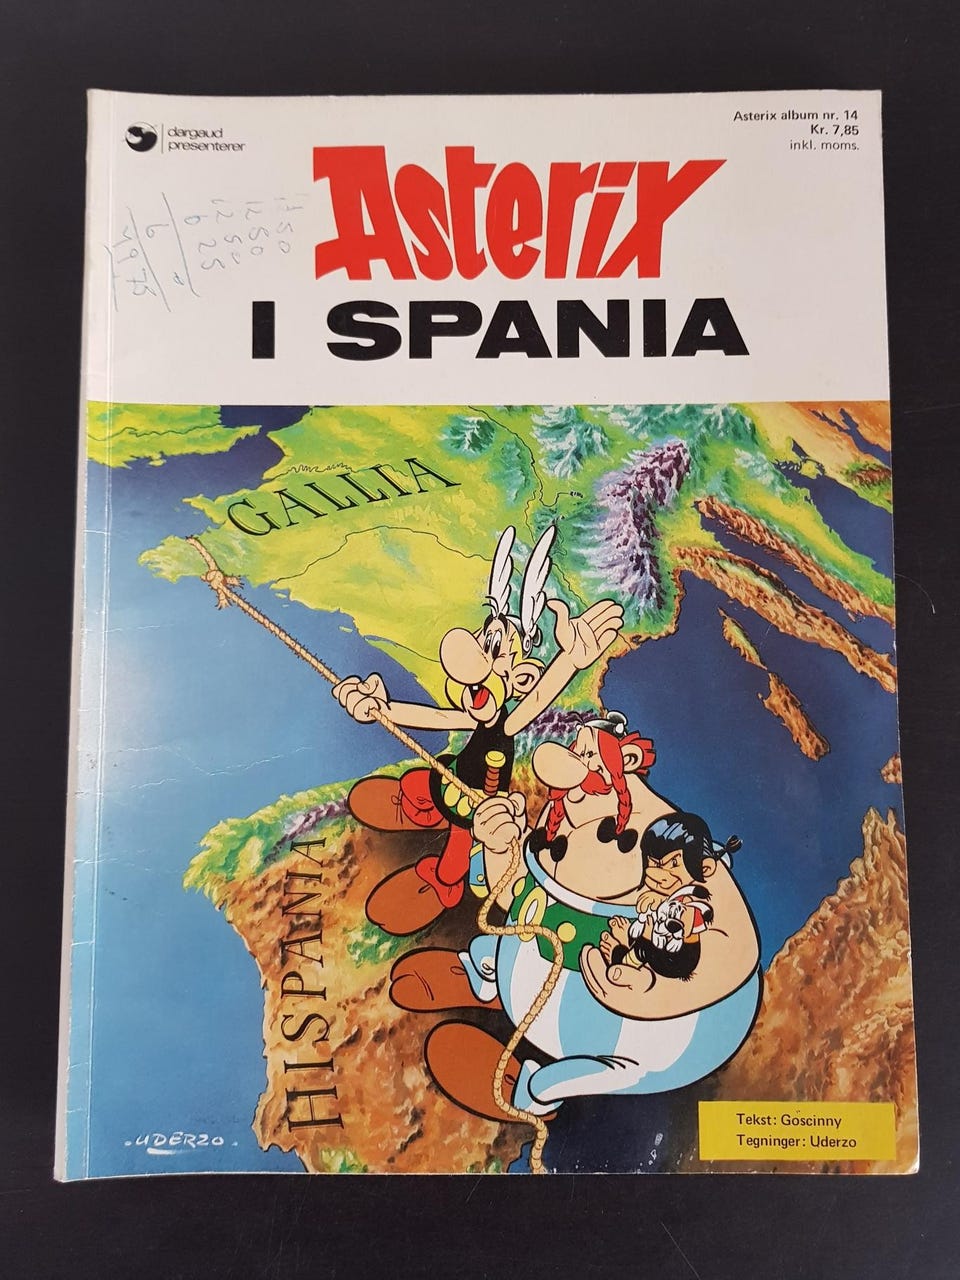 dargaud
presenterer
Asterix album nr. 14
Kr. 7,85
inkl. moms.
Asterix
I SPANIA
GALLIA
HISPANIA
.UDERZO.
Tekst: Goscinny
Tegninger: Uderzo